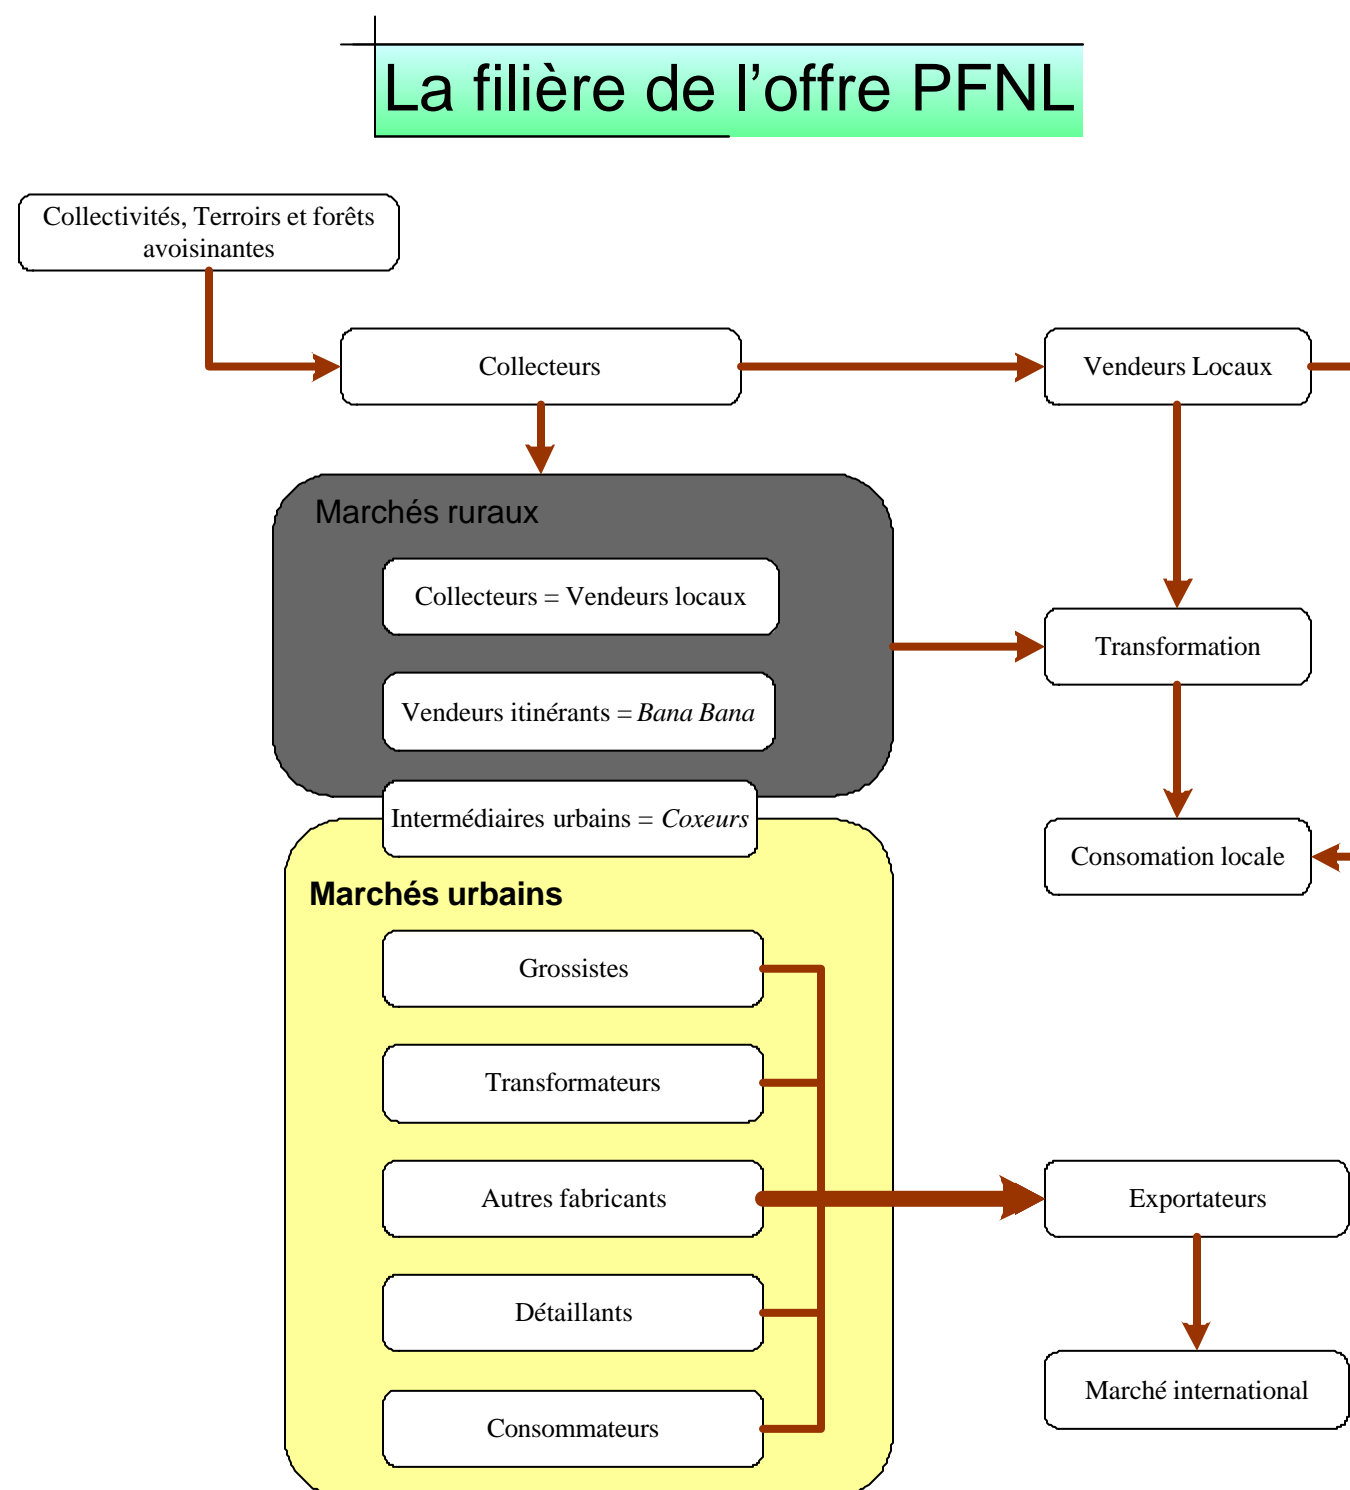 La filière de l'offre PFNL
Collectivités, Terroirs et forêts
avoisinantes
Collecteurs
Vendeurs Locaux
Marchés ruraux
Collecteurs = Vendeurs locaux
Transformation
Vendeurs itinérants = Bana Bana
Intermédiaires urbains = Coxeurs
Consomation locale
Marchés urbains
Grossistes
Transformateurs
Autres fabricants
Exportateurs
Détaillants
Marché international
Consommateurs